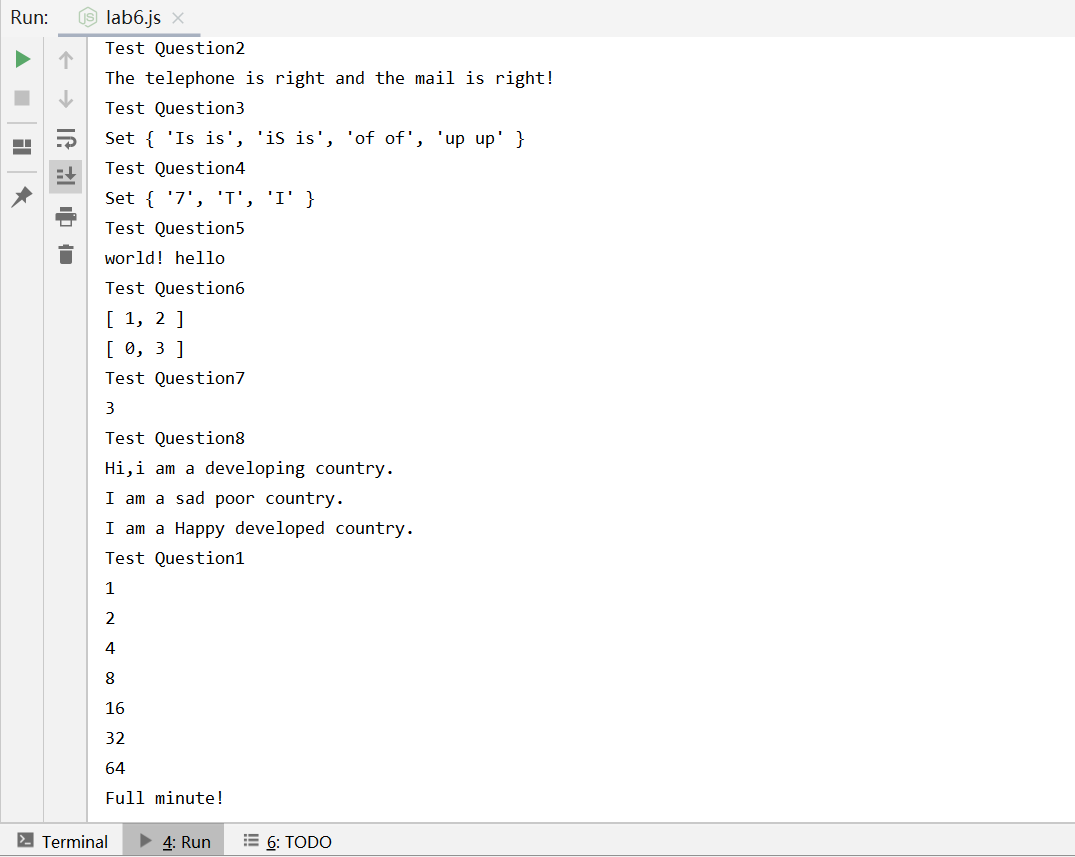 Run: lab6.js
Test Question2
The telephone is right and the mail is right!
Test Question3
Set { 'Is is', 'iS is', 'of of', 'up up' }
Test Question4
Set { '7', 'T', 'I' }
Test Question5
world! hello
Test Question6
[ 1, 2 ]
[ 0, 3 ]
Test Question7
3
Test Question8
Hi,i am a developing country.
I am a sad poor country.
I am a Happy developed country.
Test Question1
1
2
4
8
16
32
64
Full minute!
Terminal 4: Run 6: TODO